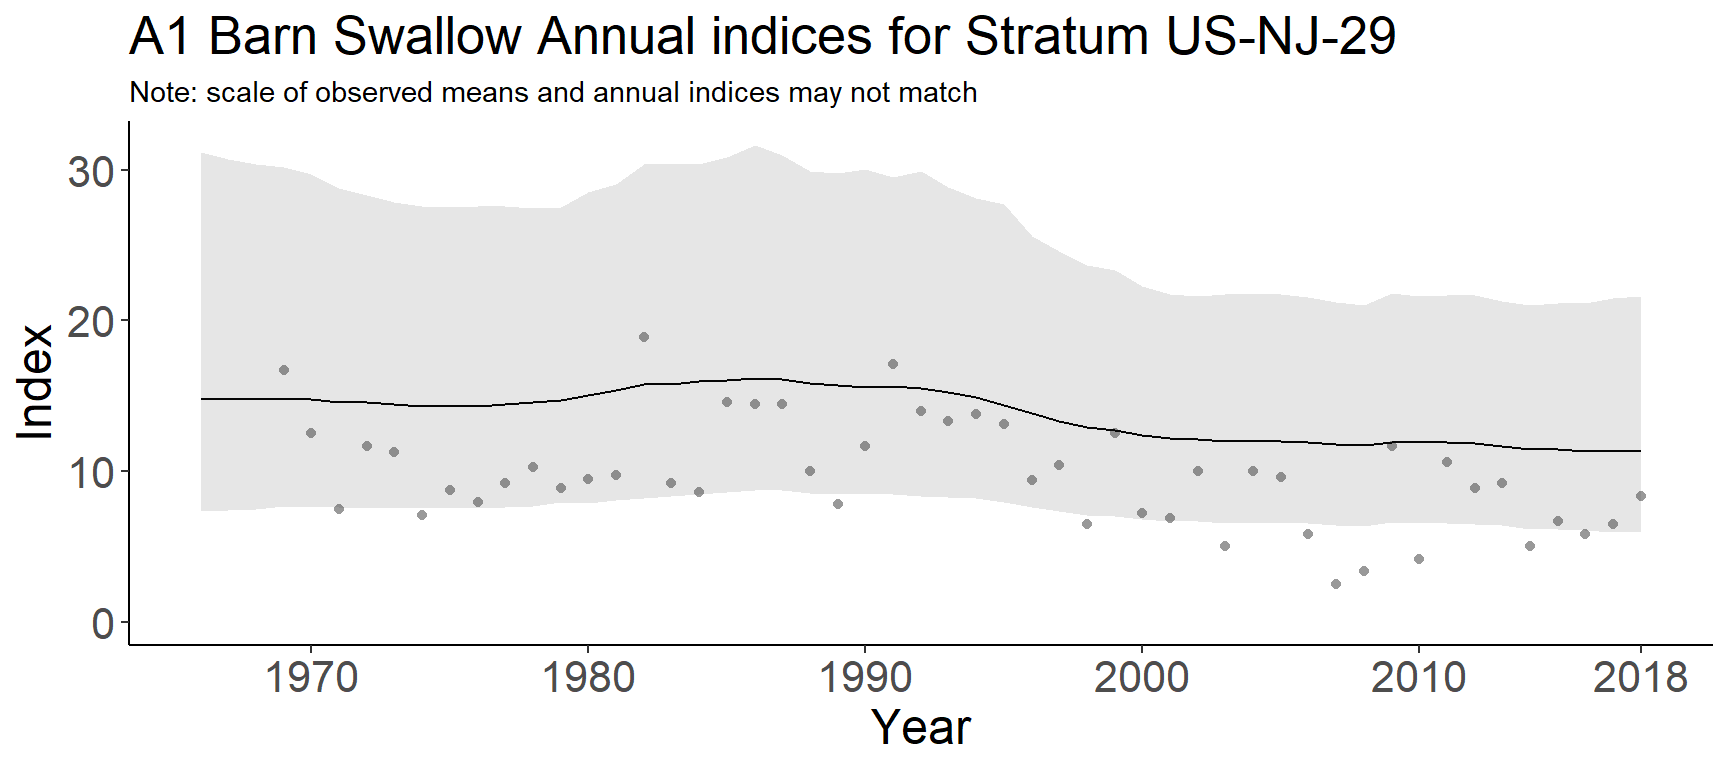 A1 Barn Swallow Annual indices for Stratum US-NJ-29
Note: scale of observed means and annual indices may not match
30
20
10
0
Index
1970 1980 1990 2000 2010 2018
Year